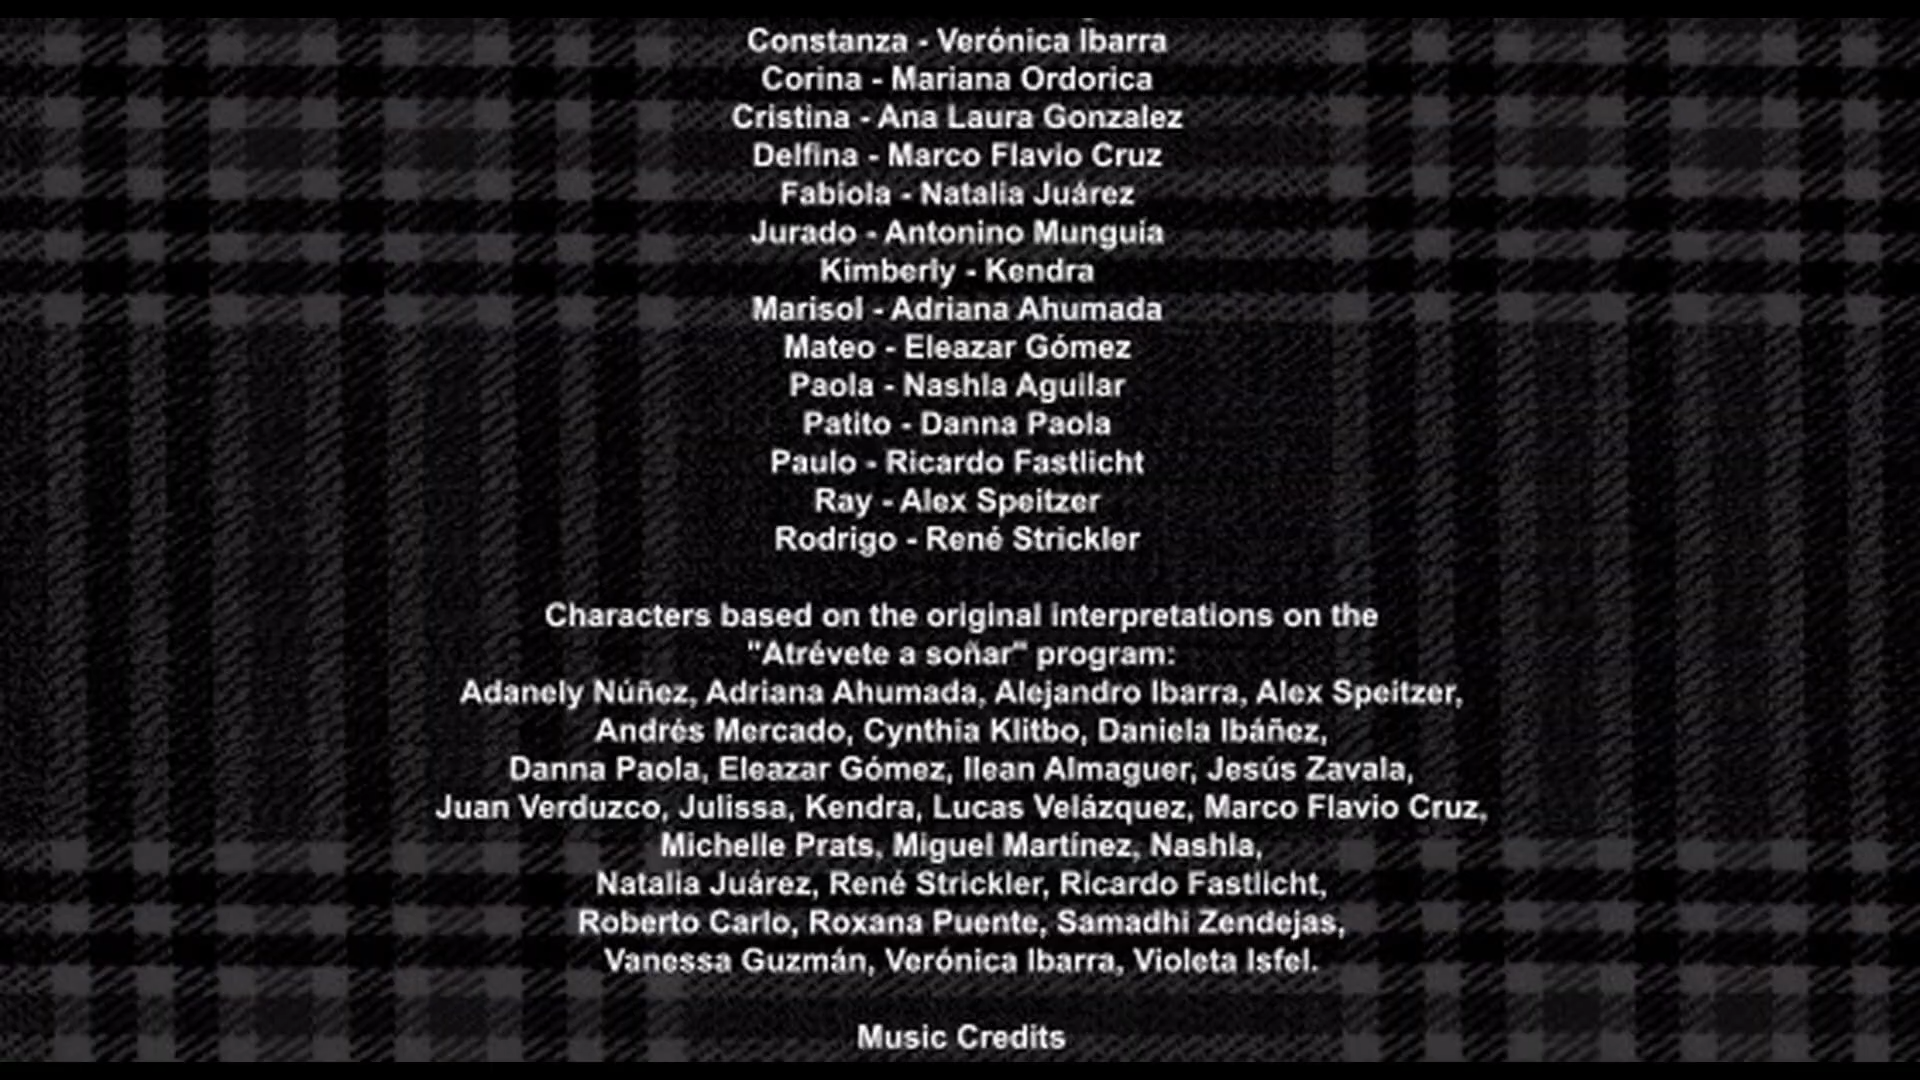 Constanza - Verónica Ibarra
Corina - Mariana Ordorica
Cristina - Ana Laura Gonzalez
Delfina - Marco Flavio Cruz
Fabiola - Natalia Juárez
Jurado - Antonino Munguía
Kimberly - Kendra
Marisol - Adriana Ahumada
Mateo - Eleazar Gómez
Paola - Nashla Aguilar
Patito - Danna Paola
Paulo - Ricardo Fastlicht
Ray - Alex Speitzer
Rodrigo - René Strickler
Characters based on the original interpretations on the
"Atrévete a soñar" program:
Adanely Núñez, Adriana Ahumada, Alejandro Ibarra, Alex Speitzer,
Andrés Mercado, Cynthia Klitbo, Daniela Ibáñez,
Danna Paola, Eleazar Gómez, Ilean Almaguer, Jesús Zavala,
Juan Verduzco, Julissa, Kendra, Lucas Velázquez, Marco Flavio Cruz,
Michelle Prats, Miguel Martínez, Nashla,
Natalia Juárez, René Strickler, Ricardo Fastlicht,
Roberto Carlo, Roxana Puente, Samadhi Zendejas,
Vanessa Guzmán, Verónica Ibarra, Violeta Isfel.
Music Credits